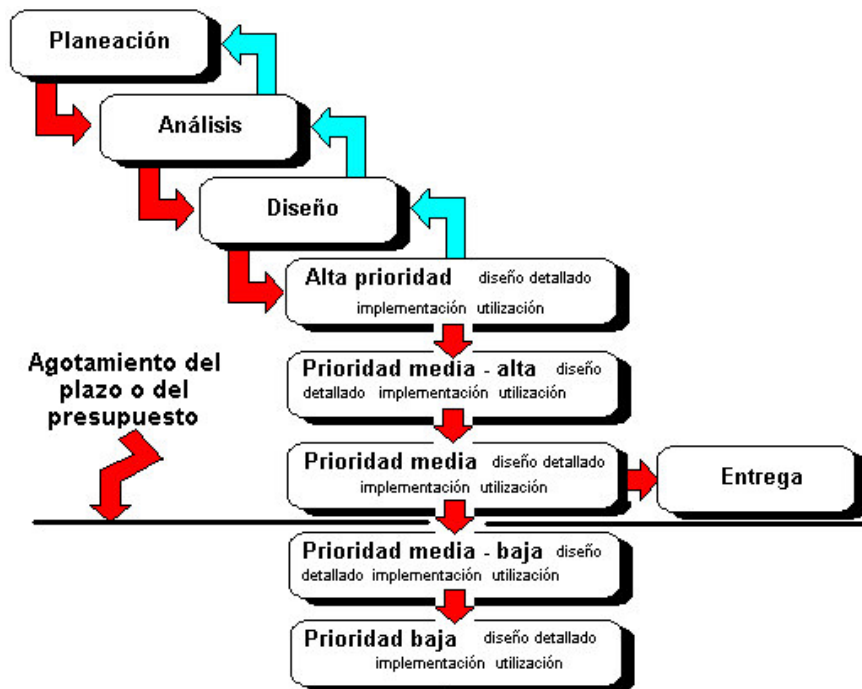 Planeación
Análisis
Diseño
Alta prioridad diseño detallado
implementación utilización
Agotamiento del
plazo o del
presupuesto
Prioridad media - alta diseño
detallado implementación utilización
Prioridad media diseño detallado
implementación utilización
Entrega
Prioridad media - baja diseño
detallado implementación utilización
Prioridad baja diseño detallado
implementación utilización